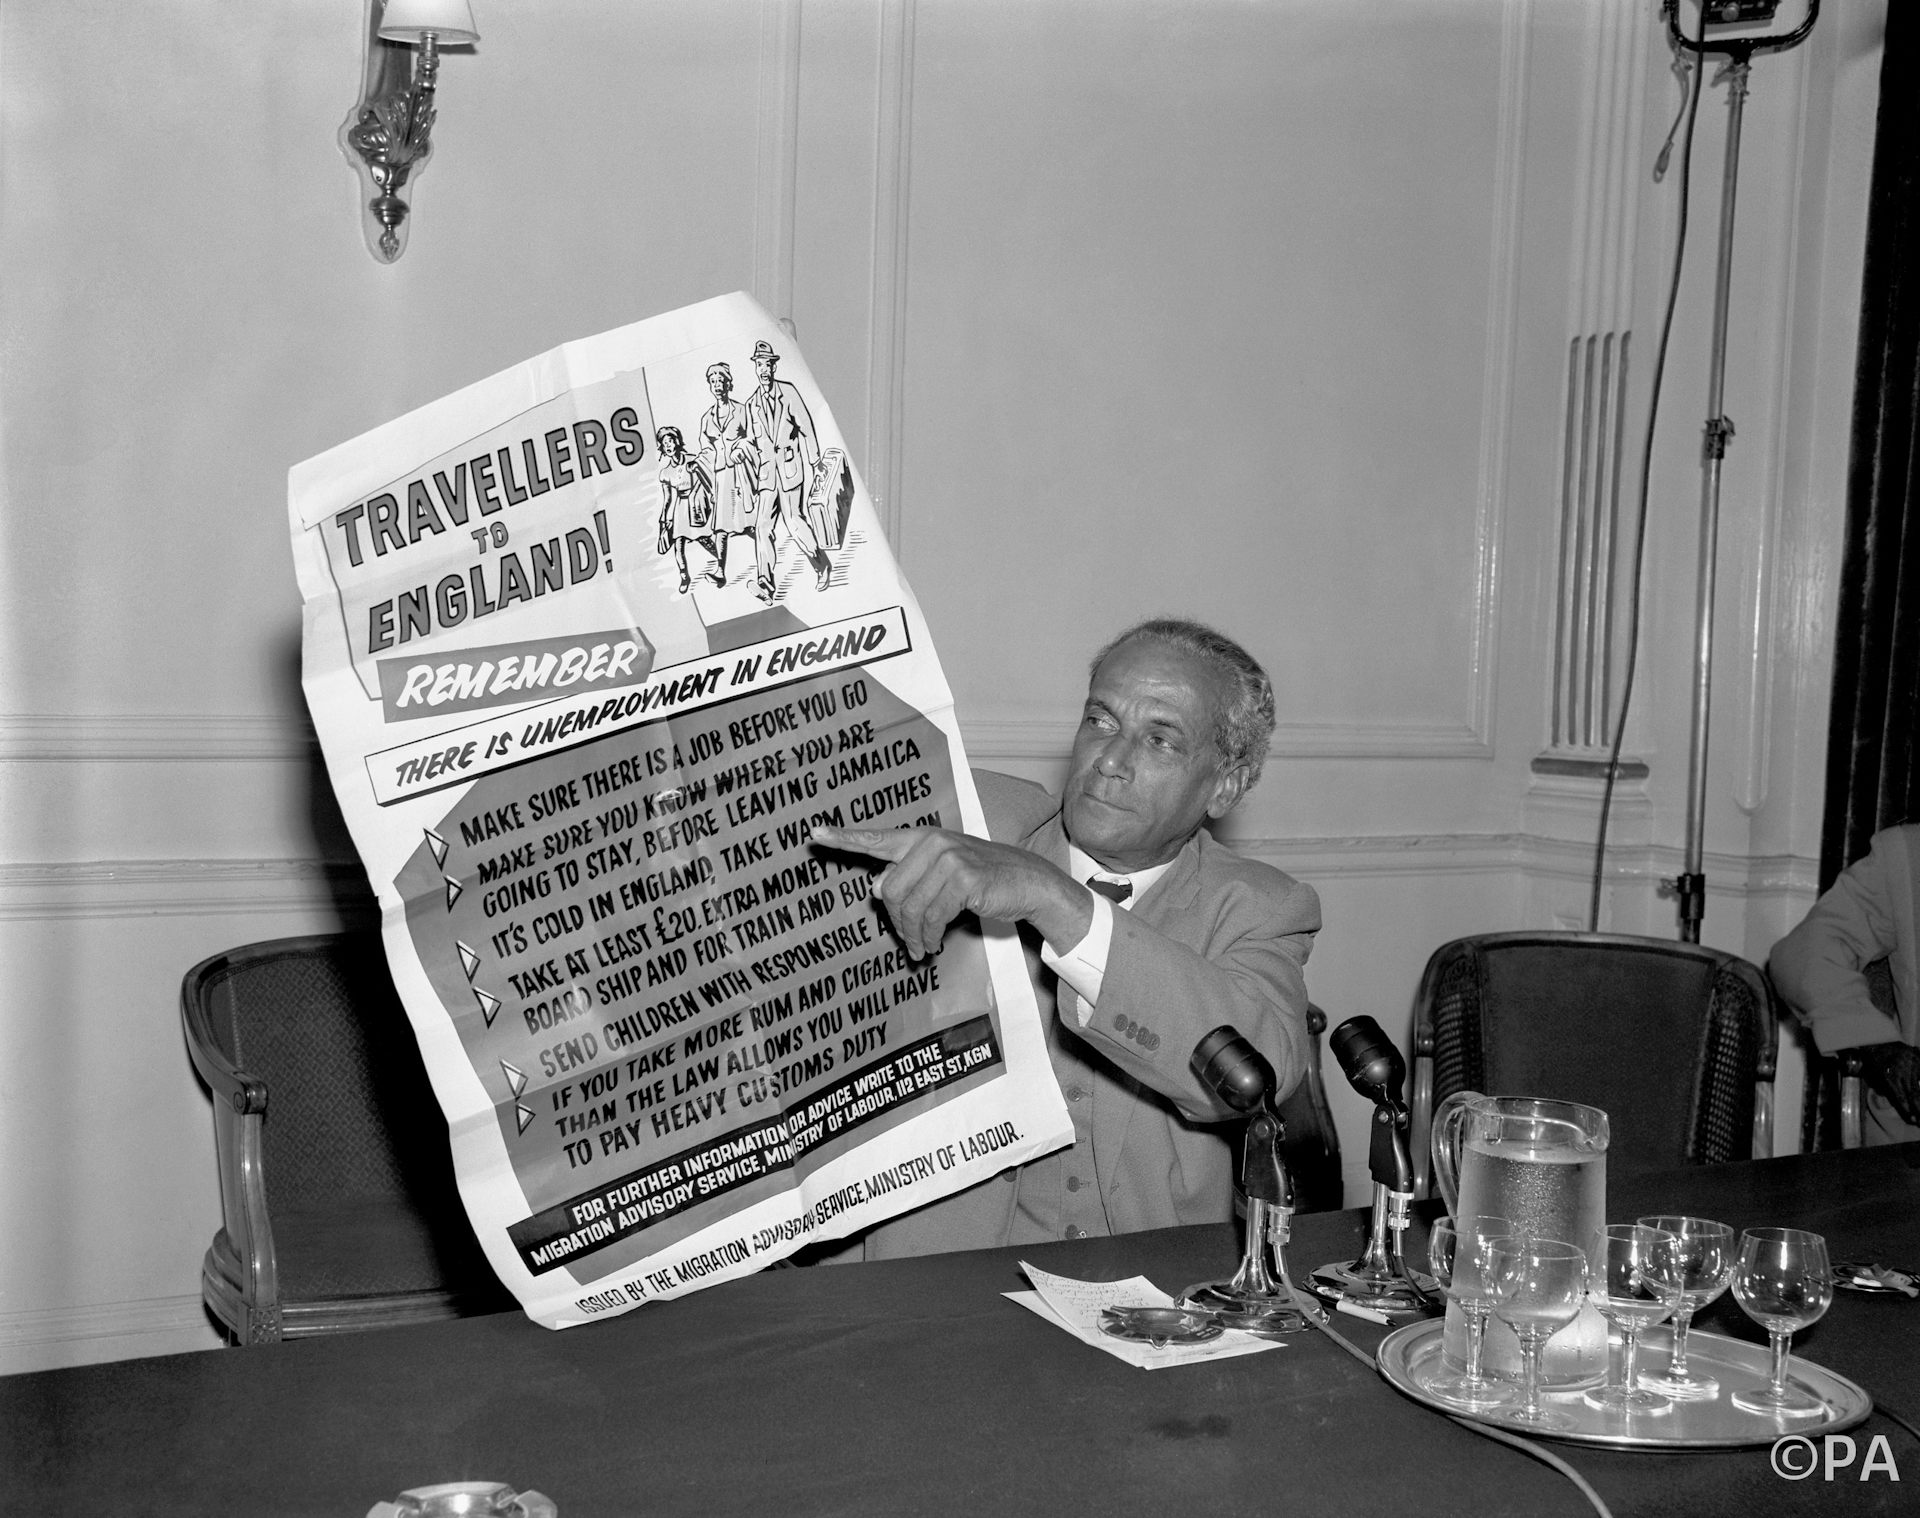 TRAVELLERS
TO
ENGLAND!
REMEMBER
THERE IS UNEMPLOYMENT IN ENGLAND
MAKE SURE THERE IS A JOB BEFORE YOU GO
MAKE SURE YOU KNOW WHERE YOU ARE
GOING TO STAY, BEFORE LEAVING JAMAICA
IT'S COLD IN ENGLAND, TAKE WARM CLOTHES
TAKE AT LEAST £20. EXTRA MONEY ON
BOARD SHIP AND FOR TRAIN AND
SEND CHILDREN WITH RESPONSIBLE
IF YOU TAKE MORE RUM AND
THAN THE LAW ALLOWS YOU WILL HAVE
TO PAY HEAVY CUSTOMS DUTY
FOR FURTHER INFORMATION OR ADVICE WRITE TO THE
MIGRATION ADVISORY SERVICE, MINISTRY OF LABOUR, 112 EAST ST, KGN
ISSUED BY THE MIGRATION ADVISORY SERVICE, MINISTRY OF LABOUR.
©PA